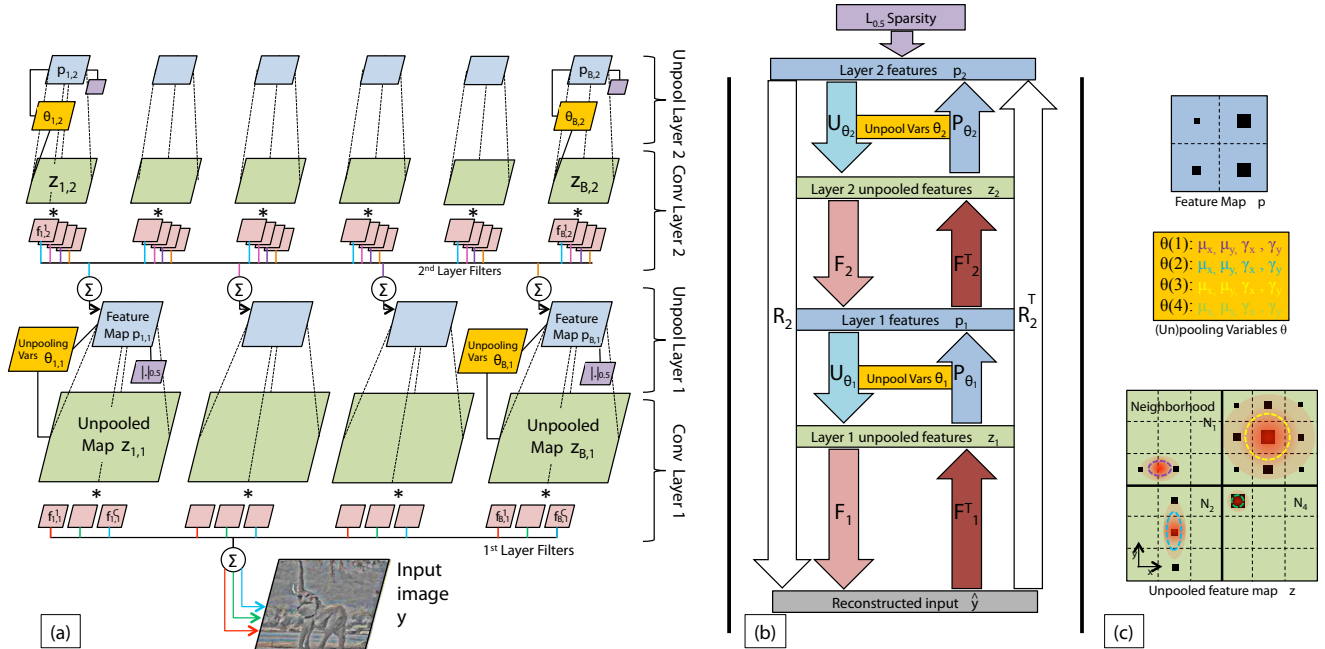 p1,2
θ1,2
z1,2
*
f¹1,2
pB,2
θB,2
zB,2
* * * * *
f¹B,2
2nd Layer Filters
Σ Σ Σ Σ
Unpool Layer 2
Conv Layer 2
Feature
Map p1,1
Unpooling
Vars θ1,1
|.|0.5
Unpooled
Map z1,1
Feature
Map pB,1
Unpooling
Vars θB,1
|.|0.5
Unpooled
Map zB,1
* * * *
f¹1,1 fᶜ1,1
f¹B,1 fᶜB,1
1st Layer Filters
Σ
Unpool Layer 1
Conv Layer 1
Input
image
y
(a)
L0.5 Sparsity
Layer 2 features p2
Uθ2
Unpool Vars θ2
Pθ2
Layer 2 unpooled features z2
F2
Fᵀ2
R2
Rᵀ2
Layer 1 features p1
Uθ1
Unpool Vars θ1
Pθ1
Layer 1 unpooled features z1
F1
Fᵀ1
Reconstructed input ŷ
(b)
Feature Map p
θ(1): μx, μy, γx , γy
θ(2): μx, μy, γx , γy
θ(3): μx, μy, γx , γy
θ(4): μx, μy, γx , γy
(Un)pooling Variables θ
Neighborhood
N1
N2
N4
y
x
Unpooled feature map z
(c)